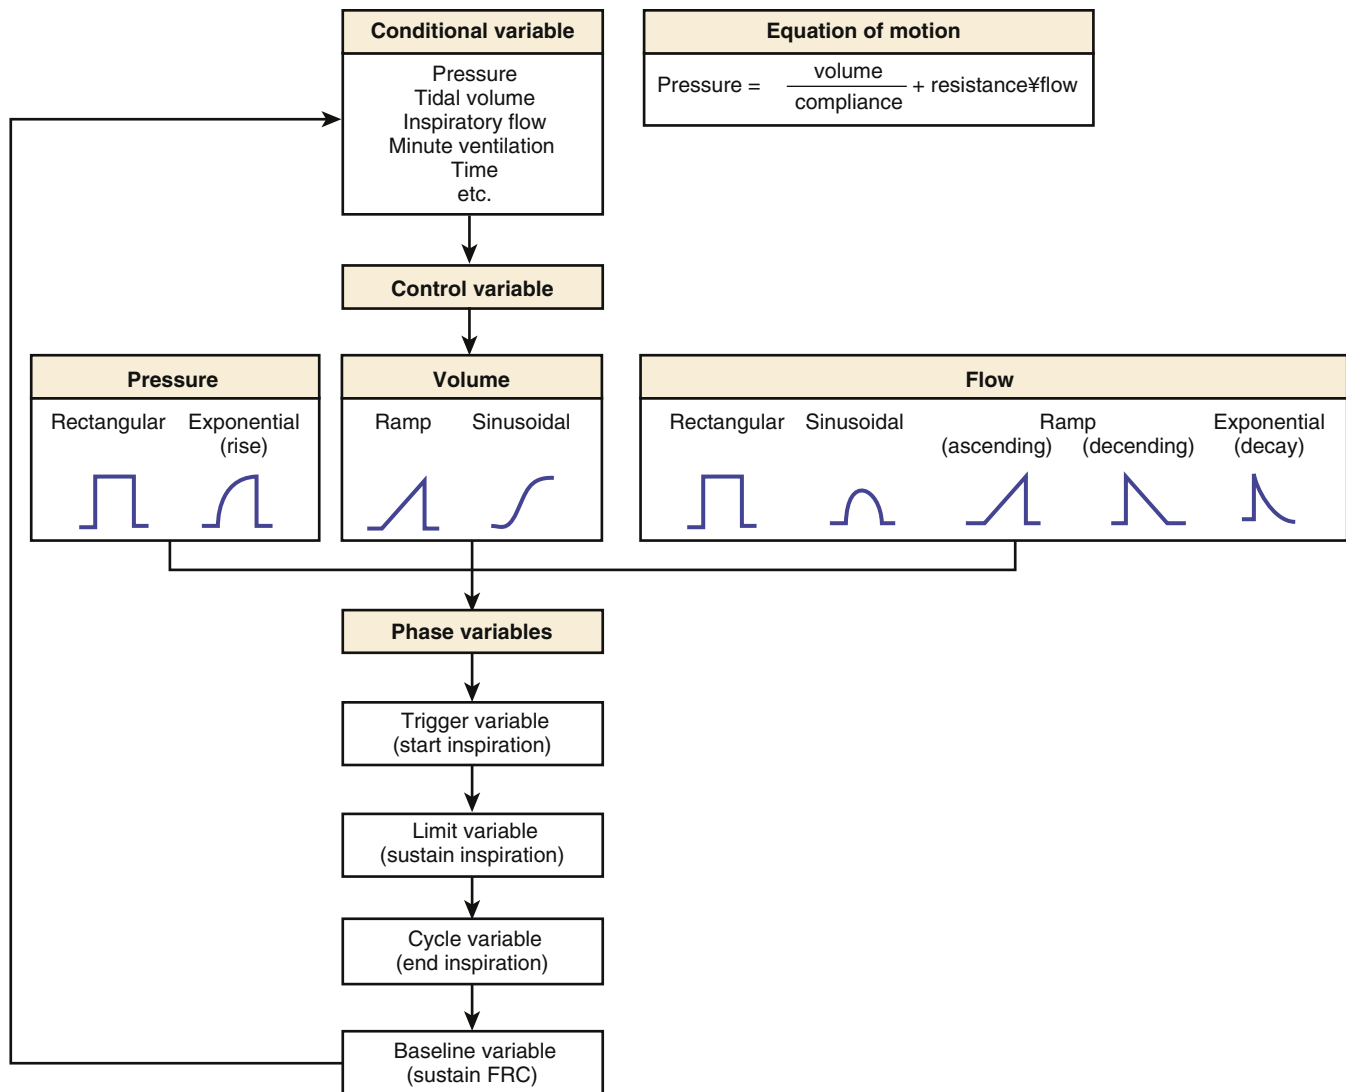 Conditional variable
Pressure
Tidal volume
Inspiratory flow
Minute ventilation
Time
etc.
Equation of motion
Pressure = volume
compliance + resistance¥flow
Control variable
Pressure
Rectangular Exponential
(rise)
Volume
Ramp Sinusoidal
Flow
Rectangular Sinusoidal Ramp Exponential
(ascending) (decending) (decay)
Phase variables
Trigger variable
(start inspiration)
Limit variable
(sustain inspiration)
Cycle variable
(end inspiration)
Baseline variable
(sustain FRC)